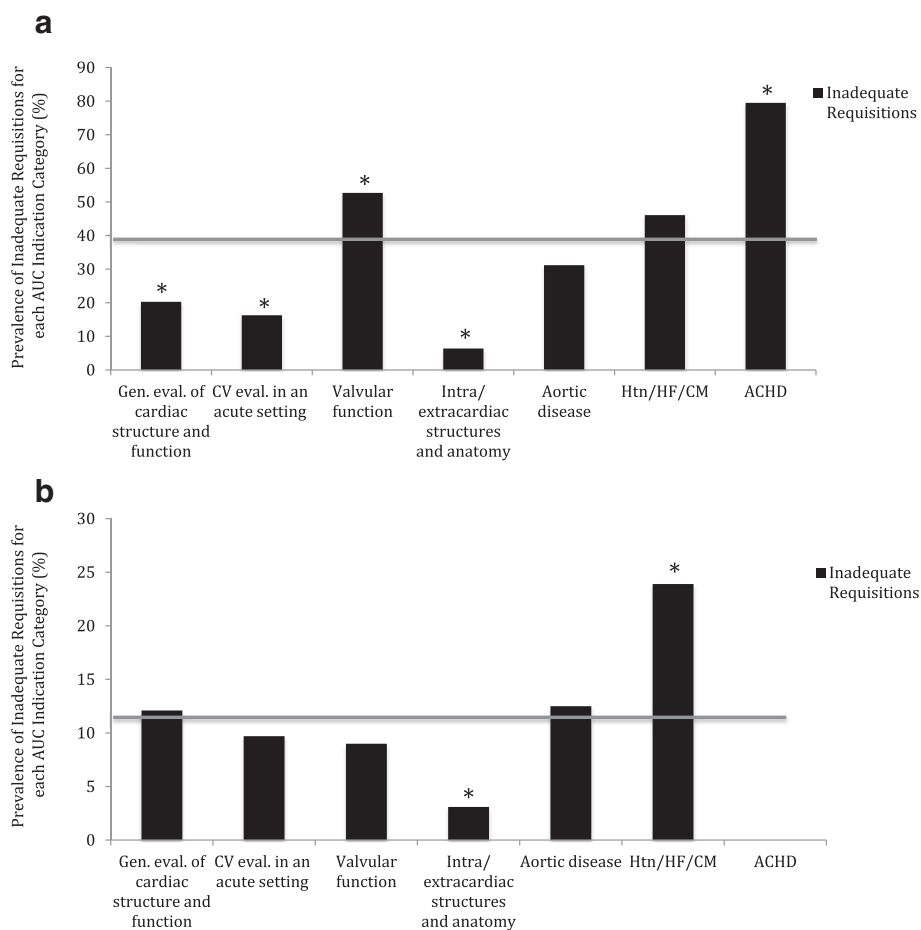 a
Prevalence of Inadequate Requisitions for
each AUC Indication Category (%)
90
80
70
60
50
40
30
20
10
0
*
*
*
*
*
Inadequate
Requisitions
Gen. eval. of
cardiac
structure and
function
CV eval. in an
acute setting
Valvular
function
Intra/
extracardiac
structures
and anatomy
Aortic
disease
Htn/HF/CM
ACHD
b
Prevalence of Inadequate Requisitions for
each AUC Indication Category (%)
30
25
20
15
10
5
0
*
*
Inadequate
Requisitions
Gen. eval. of
cardiac
structure and
function
CV eval. in an
acute setting
Valvular
function
Intra/
extracardiac
structures
and anatomy
Aortic disease
Htn/HF/CM
ACHD